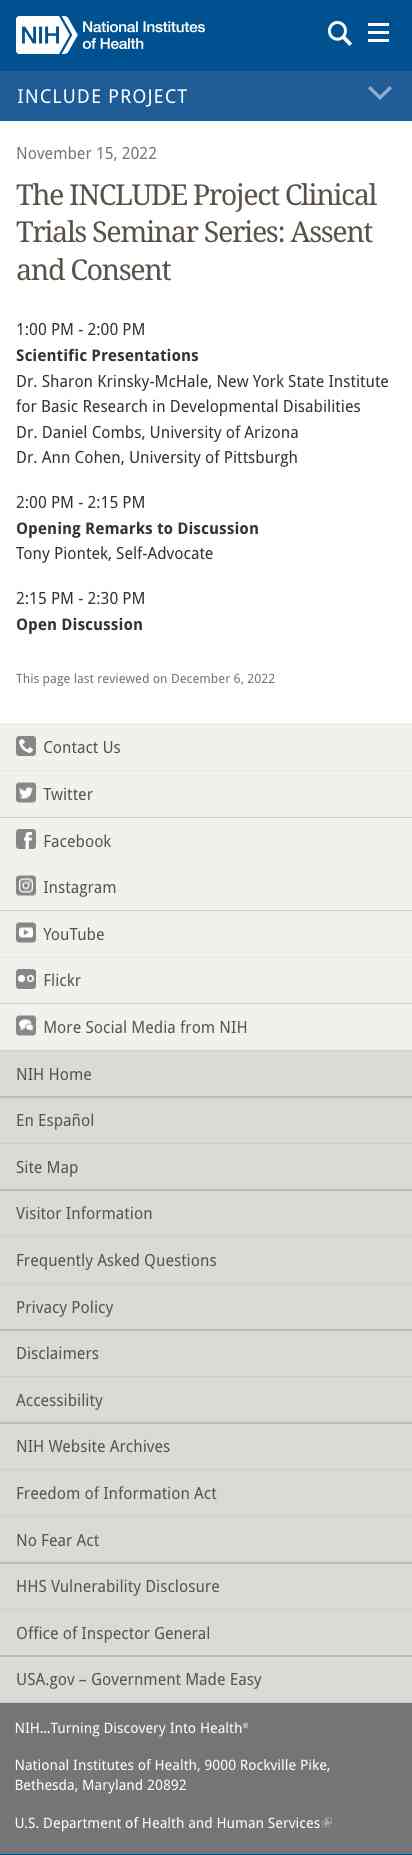 NIH National Institutes
of Health
INCLUDE PROJECT
November 15, 2022
The INCLUDE Project Clinical
Trials Seminar Series: Assent
and Consent
1:00 PM - 2:00 PM
Scientific Presentations
Dr. Sharon Krinsky-McHale, New York State Institute
for Basic Research in Developmental Disabilities
Dr. Daniel Combs, University of Arizona
Dr. Ann Cohen, University of Pittsburgh
2:00 PM - 2:15 PM
Opening Remarks to Discussion
Tony Piontek, Self-Advocate
2:15 PM - 2:30 PM
Open Discussion
This page last reviewed on December 6, 2022
Contact Us
Twitter
Facebook
Instagram
YouTube
Flickr
More Social Media from NIH
NIH Home
En Español
Site Map
Visitor Information
Frequently Asked Questions
Privacy Policy
Disclaimers
Accessibility
NIH Website Archives
Freedom of Information Act
No Fear Act
HHS Vulnerability Disclosure
Office of Inspector General
USA.gov – Government Made Easy
NIH...Turning Discovery Into Health®
National Institutes of Health, 9000 Rockville Pike,
Bethesda, Maryland 20892
U.S. Department of Health and Human Services